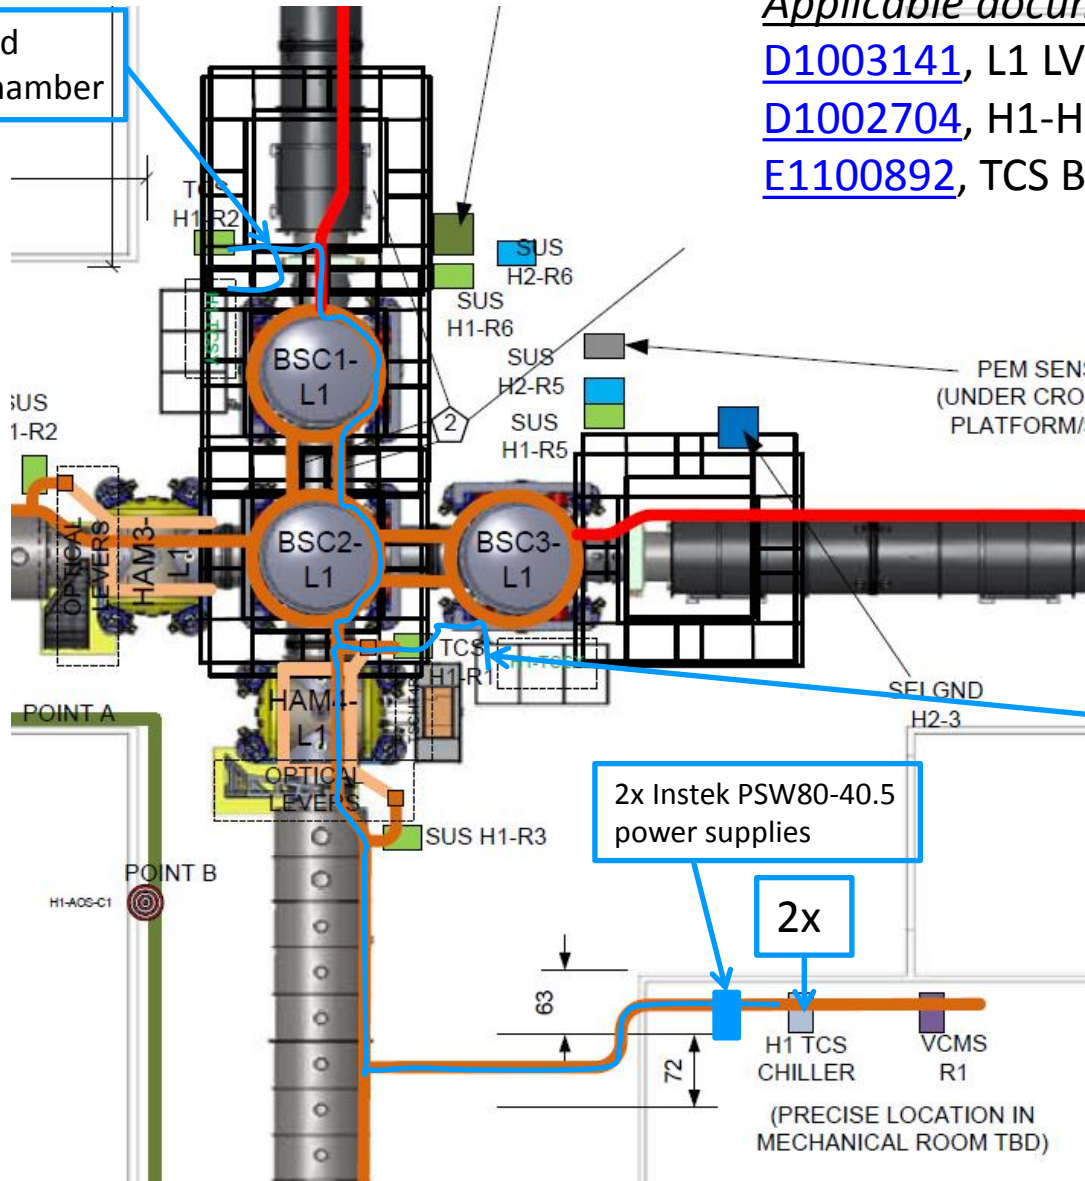 Applicable docum
D1003141, L1 LV
D1002704, H1-H
E1100892, TCS B
d
hamber
TCS
H1-R2
SUS
H2-R6
SUS
H1-R6
BSC1-
L1
SUS
H2-R5
SUS
H1-R5
2
PEM SENS
(UNDER CRO
PLATFORM/S
SUS
1-R2
OPTICAL
LEVERS
HAM3-
L1
BSC2-
L1
BSC3-
L1
TCS
H1-R1
HAM4-
L1
OPTICAL
LEVERS
SEI GND
H2-3
POINT A
2x Instek PSW80-40.5
power supplies
SUS H1-R3
POINT B
H1-AOS-C1
2x
63
72
H1 TCS
CHILLER
VCMS
R1
(PRECISE LOCATION IN
MECHANICAL ROOM TBD)